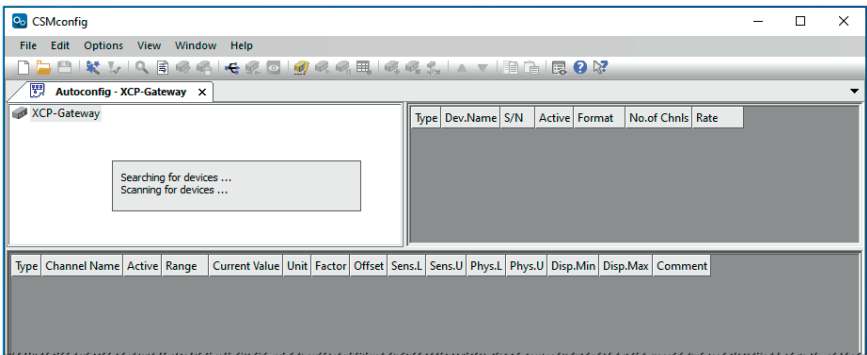 CSMconfig
File Edit Options View Window Help
Autoconfig - XCP-Gateway
XCP-Gateway
Type Dev.Name S/N Active Format No.of Chnls Rate
Searching for devices ...
Scanning for devices ...
Type Channel Name Active Range Current Value Unit Factor Offset Sens.L Sens.U Phys.L Phys.U Disp.Min Disp.Max Comment